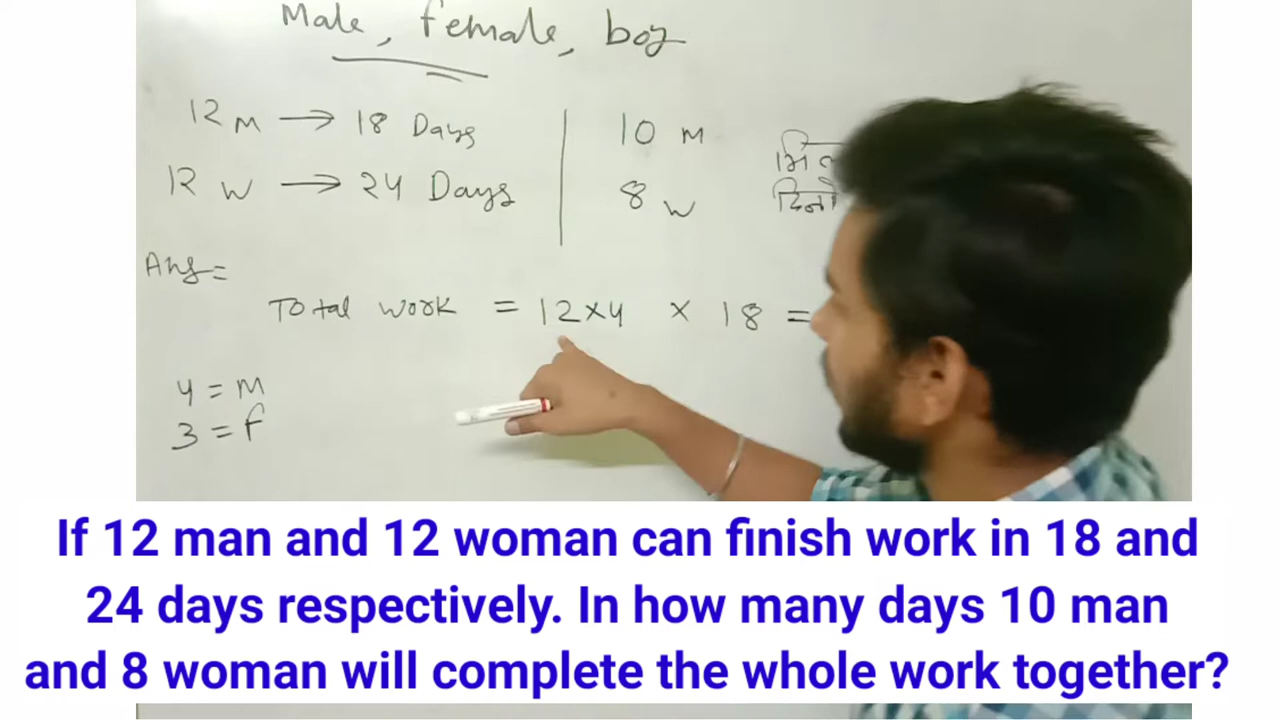 Male, female, boy
12 M → 18 Days
10 M
12 W → 24 Days
8 W
Ans=
Total work = 12×4 × 18 =
4 = M
3 = f
If 12 man and 12 woman can finish work in 18 and
24 days respectively. In how many days 10 man
and 8 woman will complete the whole work together?